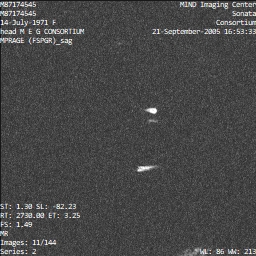 M87174545
M87174545
14-July-1971 F
head M E G CONSORTIUM
MPRAGE (FSPGR)_sag
MIND Imaging Center
Sonata
Consortium
21-September-2005 16:53:33
ST: 1.30 SL: -82.23
RT: 2730.00 ET: 3.25
FS: 1.49
MR
Images: 11/144
Series: 2
WL: 86 WW: 213